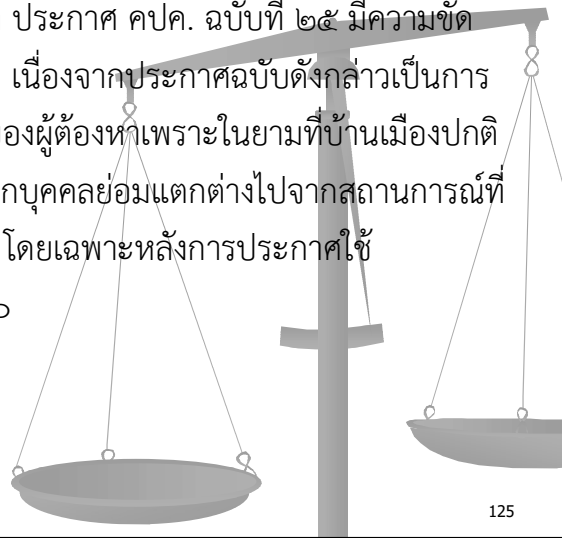 ประกาศ คปค. ฉบับที่ ๒๕ มีความขัด
เนื่องจากประกาศฉบับดังกล่าวเป็นการ
ของผู้ต้องหาเพราะในยามที่บ้านเมืองปกติ
กบุคคลย่อมแตกต่างไปจากสถานการณ์ที่
โดยเฉพาะหลังการประกาศใช้
125